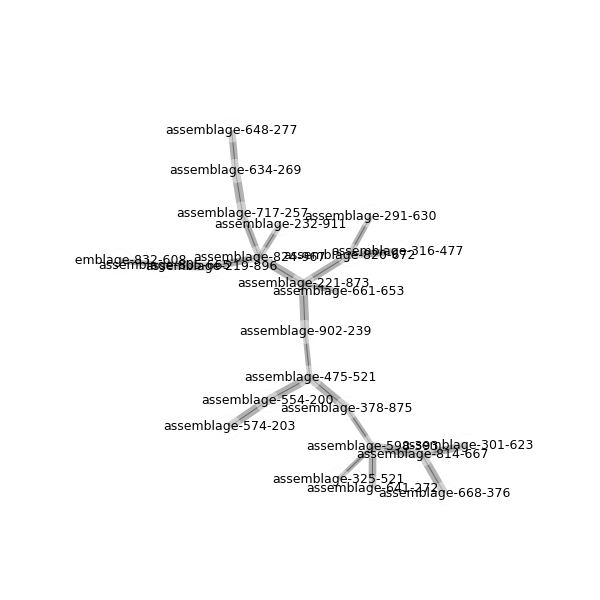 assemblage-648-277
assemblage-634-269
assemblage-717-257
assemblage-291-630
assemblage-232-911
assemblage-316-477
assemblage-820-672
assemblage-824-967
emblage-832-608
assemblage-219-896
assemblage-221-873
assemblage-661-653
assemblage-902-239
assemblage-475-521
assemblage-554-200
assemblage-378-875
assemblage-574-203
assemblage-301-623
assemblage-598-393
assemblage-814-667
assemblage-325-521
assemblage-641-272
assemblage-668-376